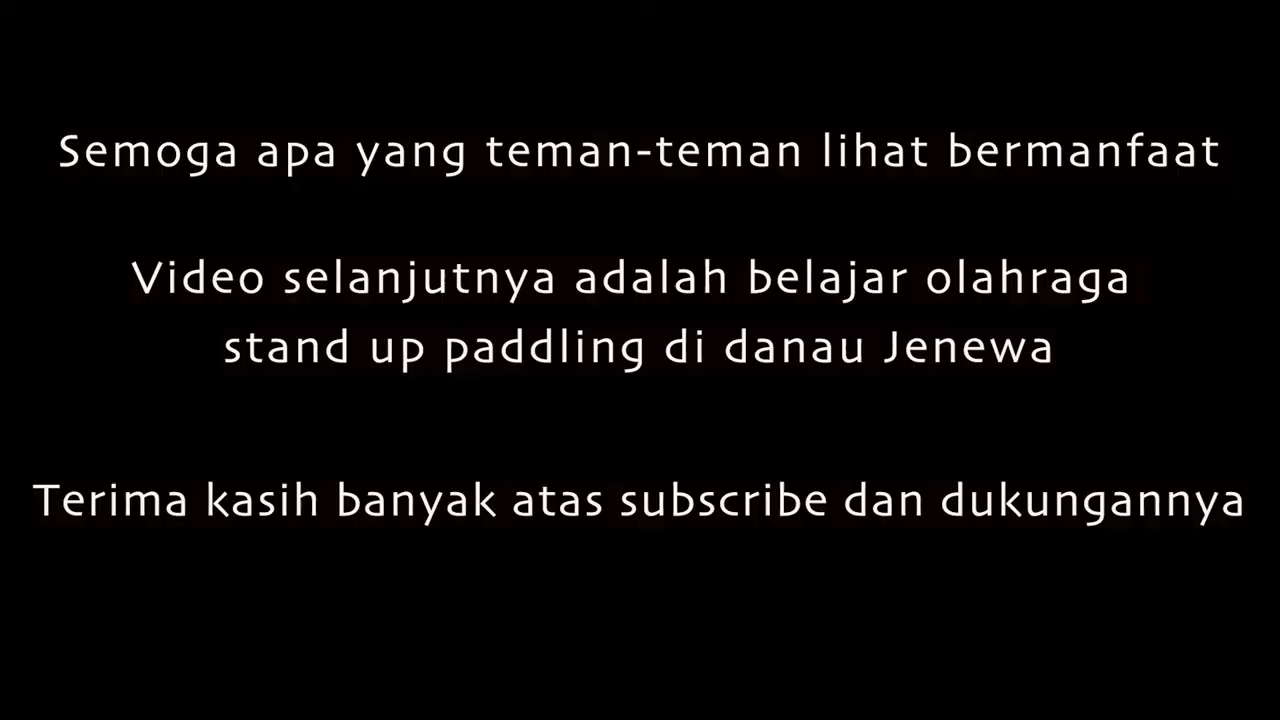 Semoga apa yang teman-teman lihat bermanfaat
Video selanjutnya adalah belajar olahraga
stand up paddling di danau Jenewa
Terima kasih banyak atas subscribe dan dukungannya